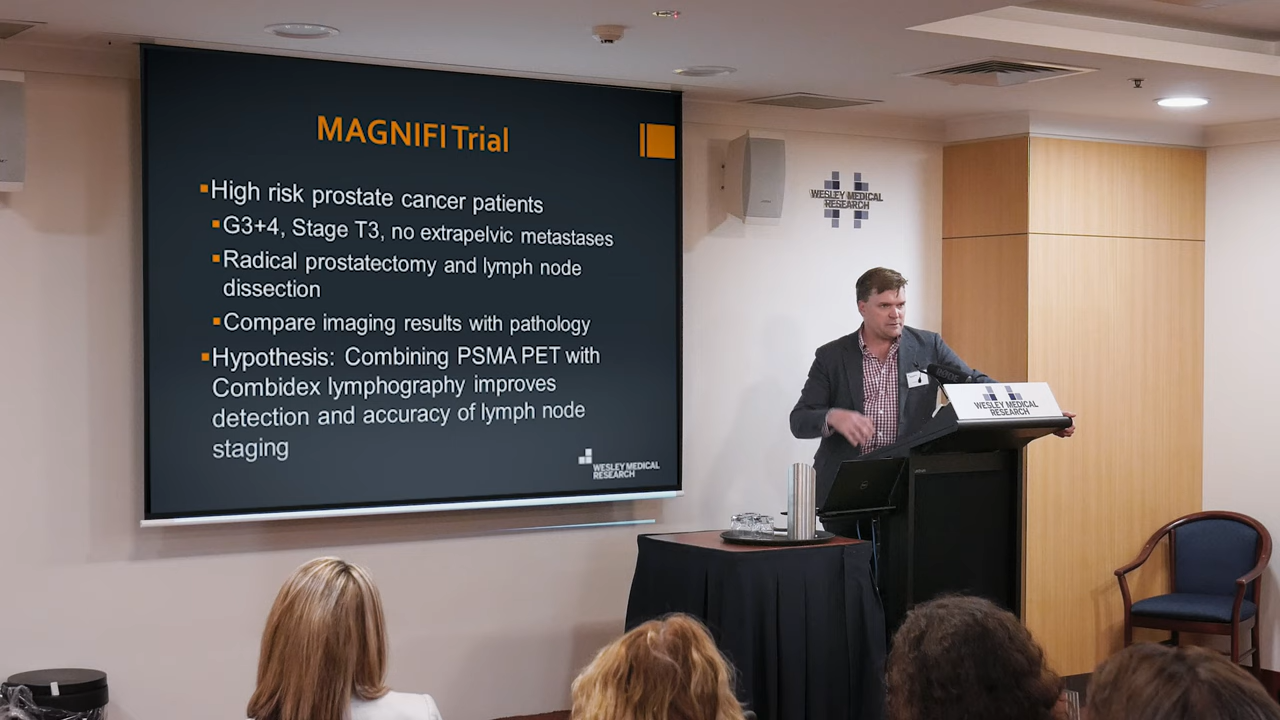 MAGNIFI Trial
High risk prostate cancer patients
G3+4, Stage T3, no extrapelvic metastases
Radical prostatectomy and lymph node
dissection
Compare imaging results with pathology
Hypothesis: Combining PSMA PET with
Combidex lymphography improves
detection and accuracy of lymph node
staging
WESLEY MEDICAL
RESEARCH
WESLEY MEDICAL
RESEARCH
WESLEY MEDICAL
RESEARCH